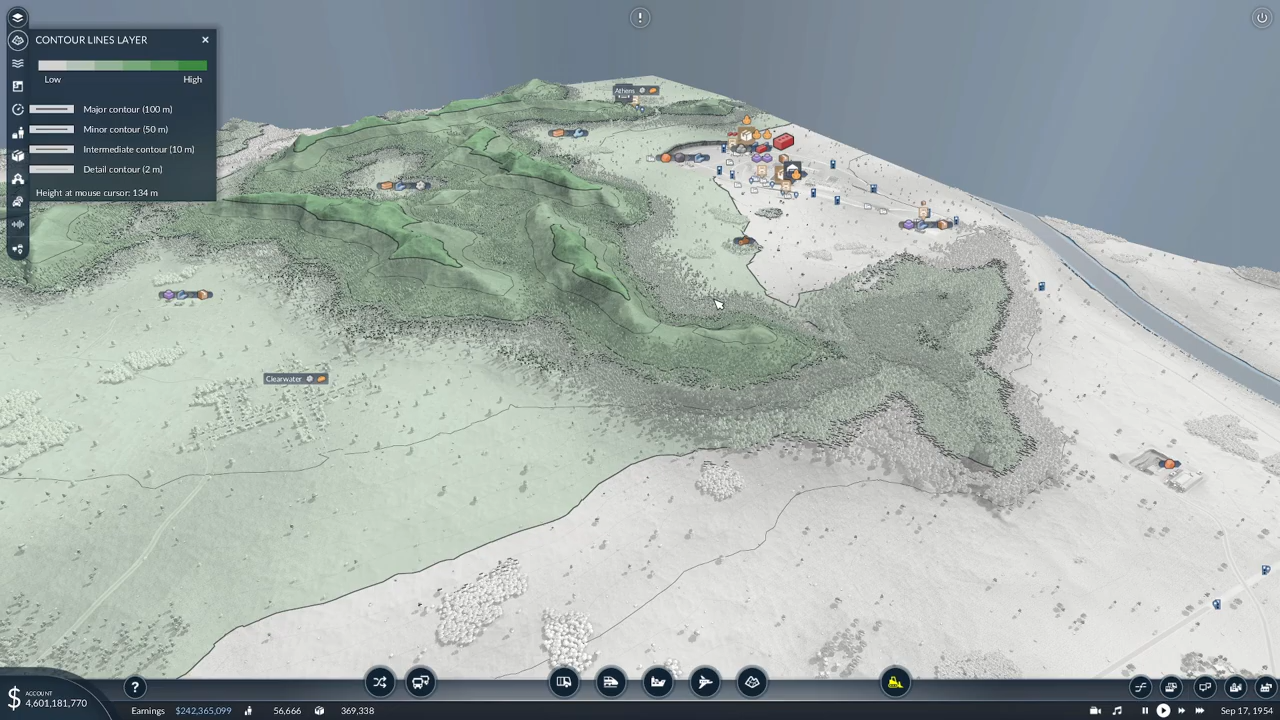 CONTOUR LINES LAYER
Low High
Major contour (100 m)
Minor contour (50 m)
Intermediate contour (10 m)
Detail contour (2 m)
Height at mouse cursor: 134 m
Athens
Clearwater
?
$ ACCOUNT
4,601,181,770
Earnings $242,365,099 56,666 369,338
Sep 17, 1954